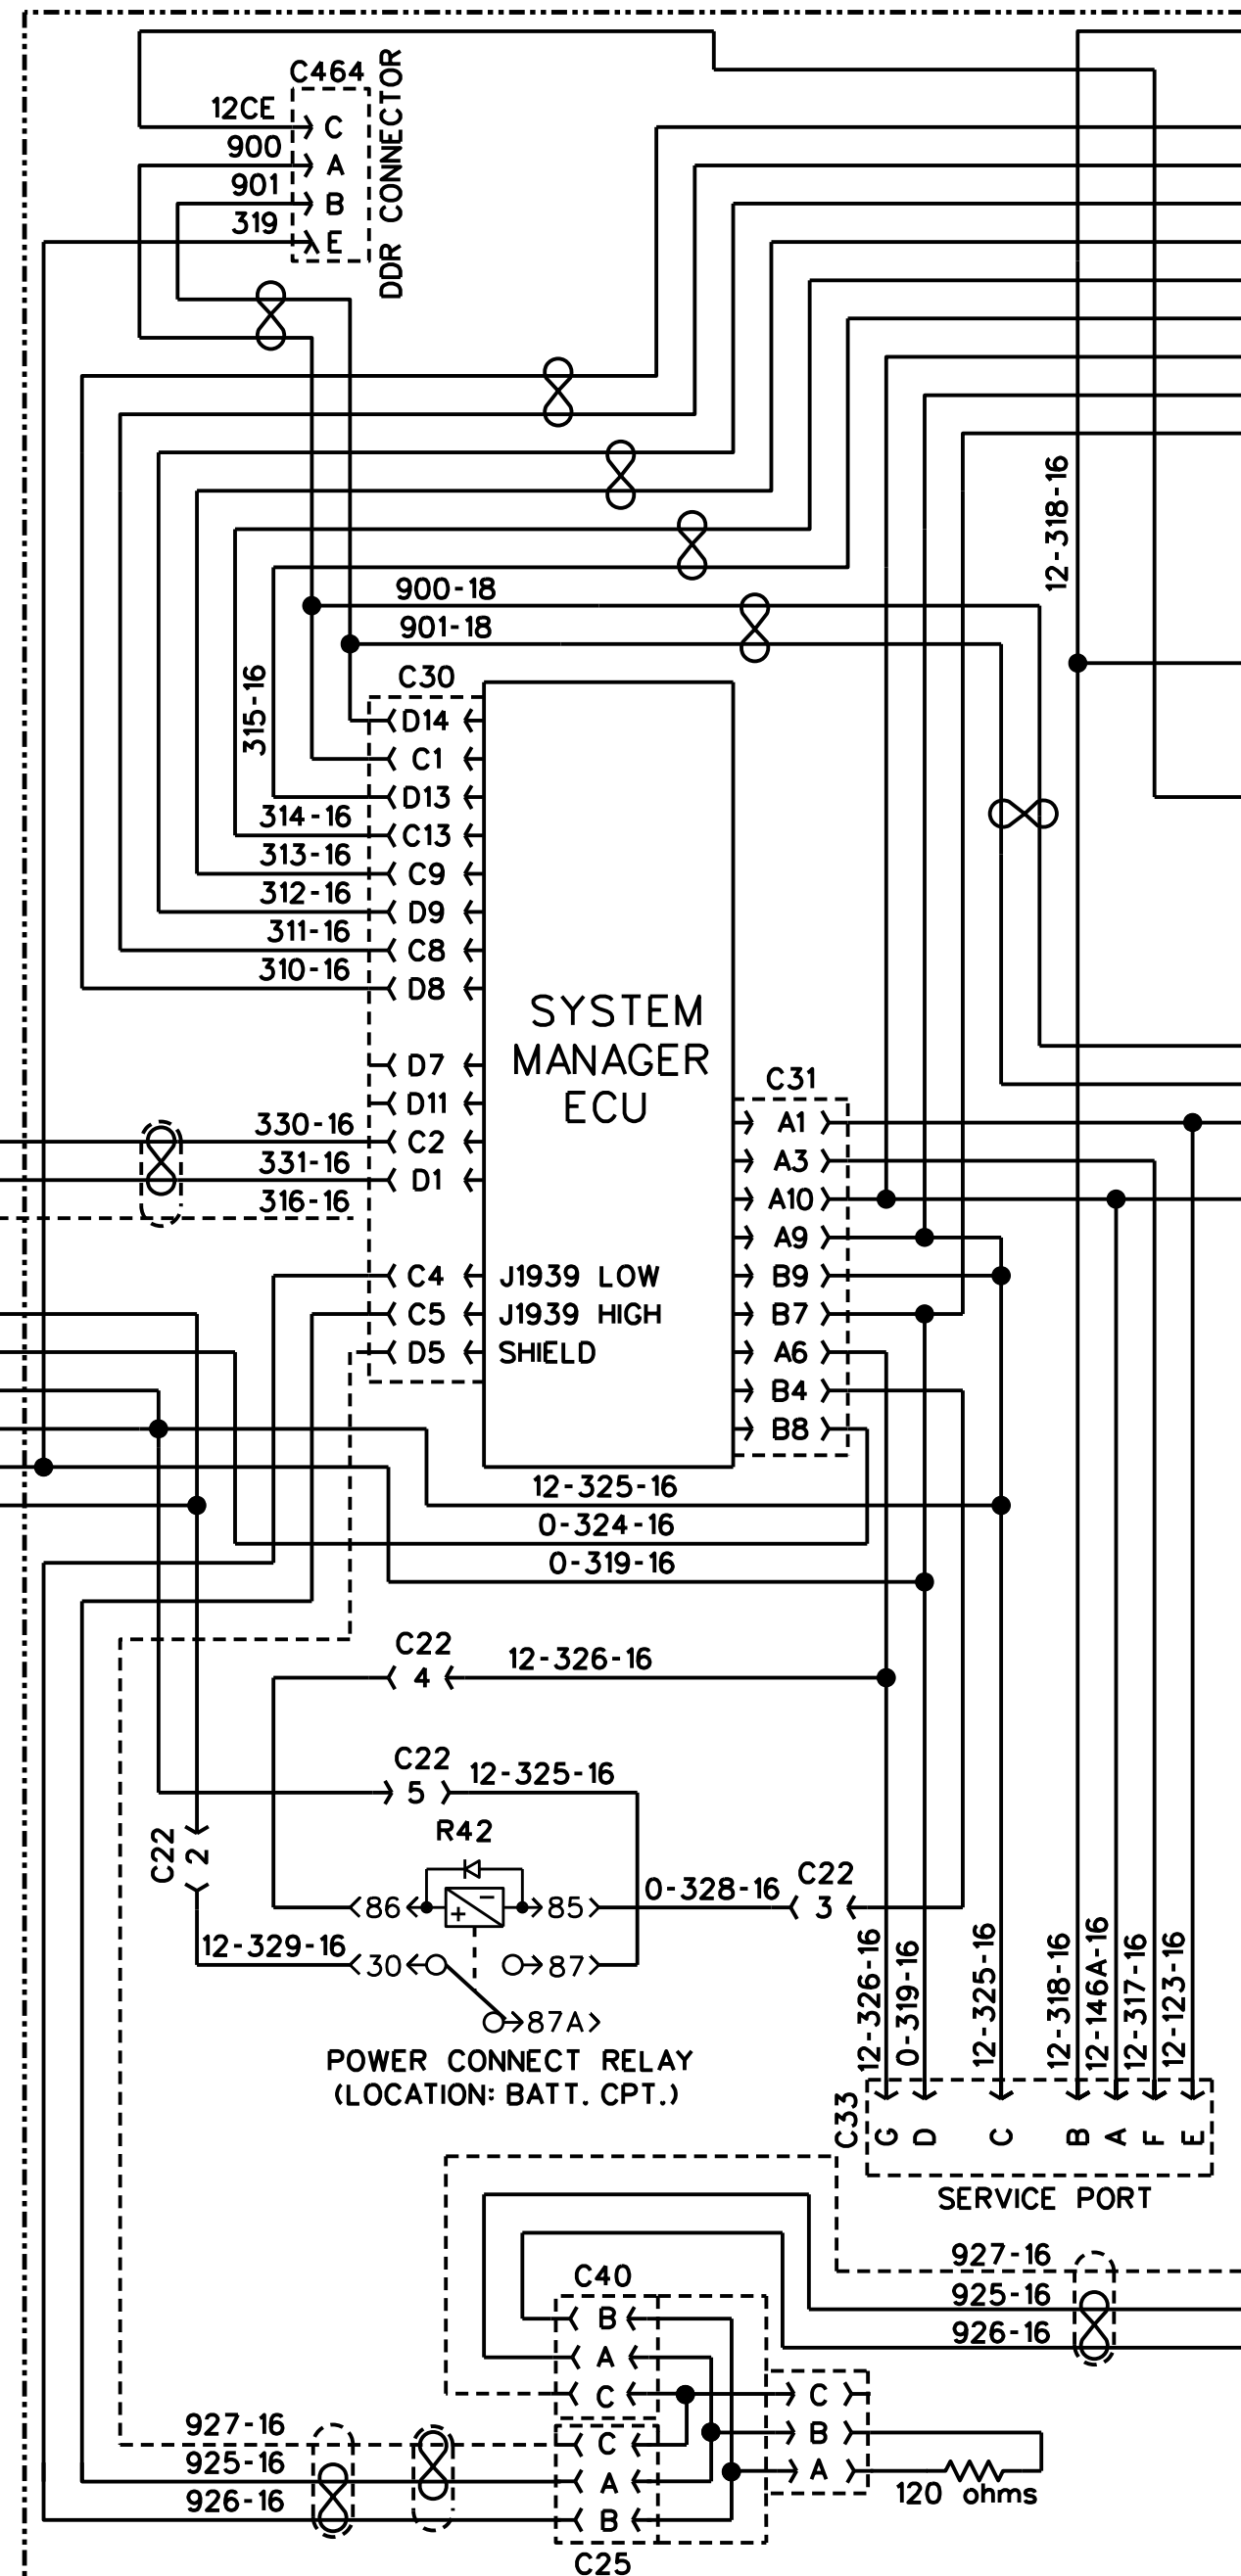 C464
DDR CONNECTOR
12CE C
900 A
901 B
319 E
12-318-16
900-18
901-18
315-16
C30
D14
C1
D13
314-16 C13
313-16 C9
312-16 D9
311-16 C8
310-16 D8
D7
D11
330-16 C2
331-16 D1
316-16
C4 J1939 LOW
C5 J1939 HIGH
D5 SHIELD
SYSTEM
MANAGER
ECU
C31
A1
A3
A10
A9
B9
B7
A6
B4
B8
12-325-16
0-324-16
0-319-16
C22
4
12-326-16
C22
5
12-325-16
C22
2
R42
86 + - 85
0-328-16
C22
3
12-329-16
30 87
87A
POWER CONNECT RELAY
(LOCATION: BATT. CPT.)
12-326-16
0-319-16
12-325-16
12-318-16
12-146A-16
12-317-16
12-123-16
C33
G D C B A F E
SERVICE PORT
927-16
925-16
926-16
C40
B
A
C
C
B
A
120 ohms
927-16 C
925-16 A
926-16 B
C25